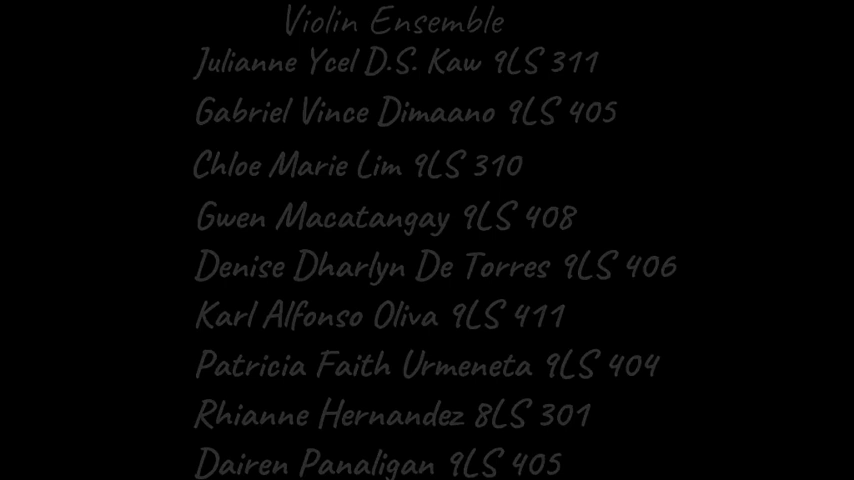 Violin Ensemble
Julianne Ycel D.S. Kaw 9LS 311
Gabriel Vince Dimaano 9LS 405
Chloe Marie Lim 9LS 310
Gwen Macatangay 9LS 408
Denise Dharlyn De Torres 9LS 406
Karl Alfonso Oliva 9LS 411
Patricia Faith Urmeneta 9LS 404
Rhianne Hernandez 8LS 301
Dairen Panaligan 9LS 405